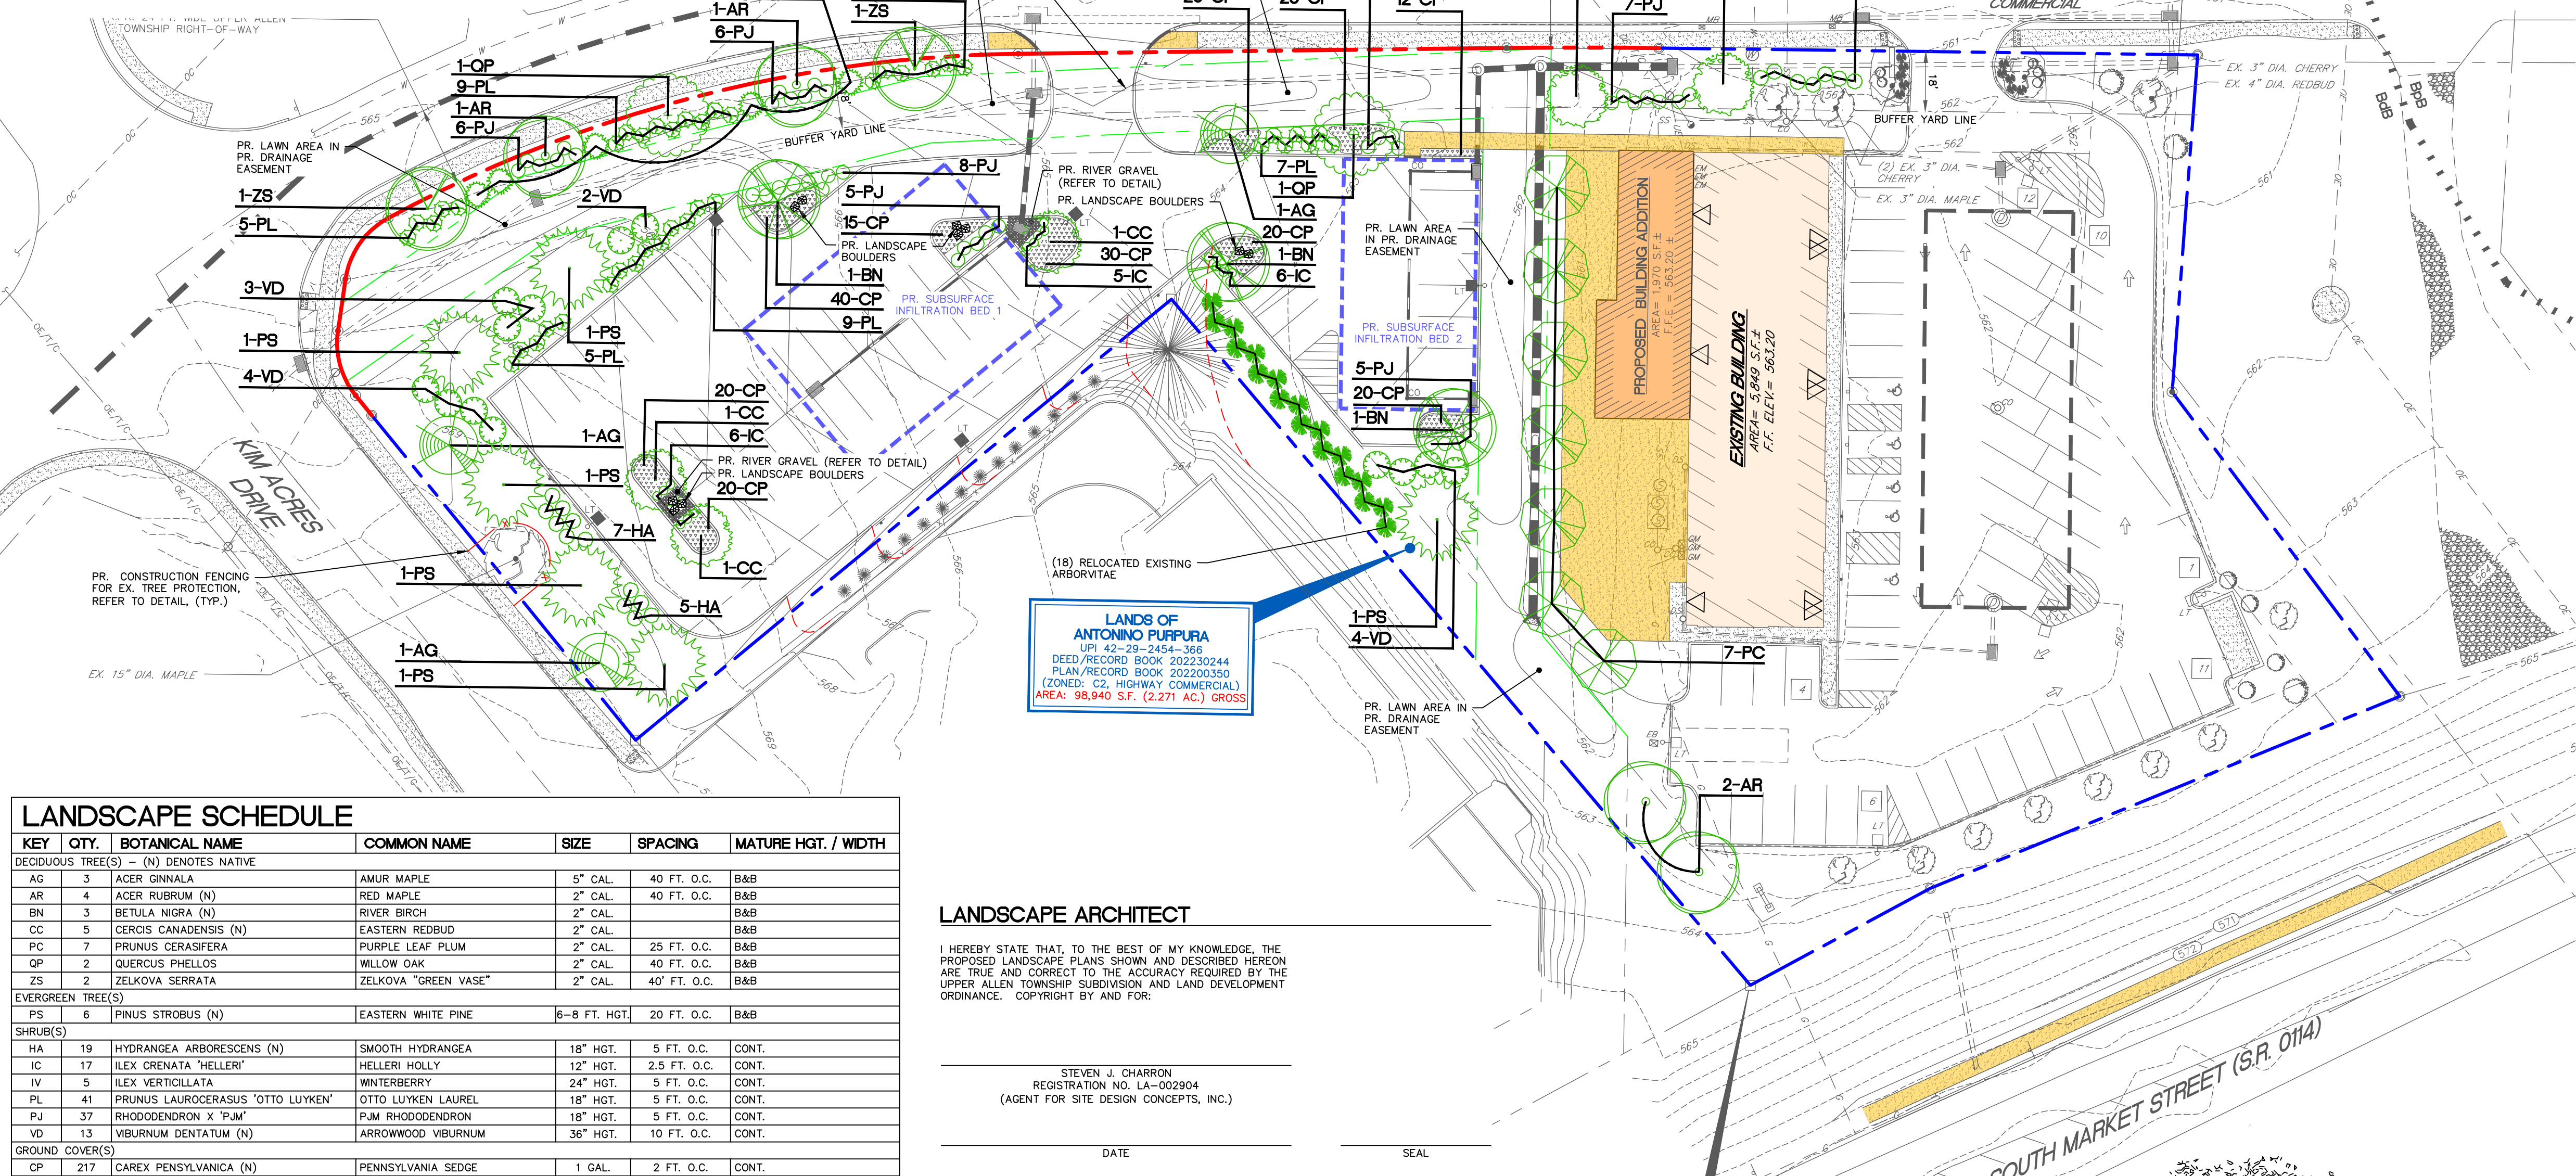 TOWNSHIP RIGHT-OF-WAY
1-AR
6-PJ
1-ZS
12-CP
7-PJ
COMMERCIAL
1-QP
9-PL
1-AR
6-PJ
565
18'
BUFFER YARD LINE
PR. LAWN AREA IN
PR. DRAINAGE
EASEMENT
1-ZS
5-PL
2-VD
8-PJ
5-PJ
15-CP
PR. LANDSCAPE
BOULDERS
1-BN
40-CP
9-PL
PR. RIVER GRAVEL
(REFER TO DETAIL)
PR. LANDSCAPE BOULDERS
1-CC
30-CP
5-IC
PR. SUBSURFACE
INFILTRATION BED 1
7-PL
1-QP
1-AG
20-CP
1-BN
6-IC
PR. LAWN AREA
IN PR. DRAINAGE
EASEMENT
PR. SUBSURFACE
INFILTRATION BED 2
5-PJ
20-CP
1-BN
3-VD
1-PS
4-VD
1-PS
5-PL
20-CP
1-CC
6-IC
PR. RIVER GRAVEL (REFER TO DETAIL)
PR. LANDSCAPE BOULDERS
20-CP
1-AG
1-PS
7-HA
1-CC
KIM ACRES
DRIVE
PR. CONSTRUCTION FENCING
FOR EX. TREE PROTECTION,
REFER TO DETAIL, (TYP.)
1-PS
5-HA
1-AG
1-PS
EX. 15" DIA. MAPLE
(18) RELOCATED EXISTING
ARBORVITAE
LANDS OF
ANTONINO PURPURA
UPI 42-29-2454-366
DEED/RECORD BOOK 202230244
PLAN/RECORD BOOK 202200350
(ZONED: C2, HIGHWAY COMMERCIAL)
AREA: 98,940 S.F. (2.271 AC.) GROSS
1-PS
4-VD
PR. LAWN AREA IN
PR. DRAINAGE
EASEMENT
7-PC
2-AR
PROPOSED BUILDING ADDITION
AREA= 1,970 S.F.±
F.F.E = 563.20 ±
EXISTING BUILDING
AREA= 5,849 S.F.±
F.F. ELEV.= 563.20
18'
BUFFER YARD LINE
EX. 3" DIA. CHERRY
EX. 4" DIA. REDBUD
(2) EX. 3" DIA.
CHERRY
EX. 3" DIA. MAPLE
BdB
BpB
12
10
1
11
4
6
561
562
563
564
565
566
568
569
571
572
SOUTH MARKET STREET (S.R. 0114)
LANDSCAPE SCHEDULE
KEY QTY. BOTANICAL NAME COMMON NAME SIZE SPACING MATURE HGT. / WIDTH
DECIDUOUS TREE(S) - (N) DENOTES NATIVE
AG 3 ACER GINNALA AMUR MAPLE 5" CAL. 40 FT. O.C. B&B
AR 4 ACER RUBRUM (N) RED MAPLE 2" CAL. 40 FT. O.C. B&B
BN 3 BETULA NIGRA (N) RIVER BIRCH 2" CAL. B&B
CC 5 CERCIS CANADENSIS (N) EASTERN REDBUD 2" CAL. B&B
PC 7 PRUNUS CERASIFERA PURPLE LEAF PLUM 2" CAL. 25 FT. O.C. B&B
QP 2 QUERCUS PHELLOS WILLOW OAK 2" CAL. 40 FT. O.C. B&B
ZS 2 ZELKOVA SERRATA ZELKOVA "GREEN VASE" 2" CAL. 40' FT. O.C. B&B
EVERGREEN TREE(S)
PS 6 PINUS STROBUS (N) EASTERN WHITE PINE 6-8 FT. HGT. 20 FT. O.C. B&B
SHRUB(S)
HA 19 HYDRANGEA ARBORESCENS (N) SMOOTH HYDRANGEA 18" HGT. 5 FT. O.C. CONT.
IC 17 ILEX CRENATA 'HELLERI' HELLERI HOLLY 12" HGT. 2.5 FT. O.C. CONT.
IV 5 ILEX VERTICILLATA WINTERBERRY 24" HGT. 5 FT. O.C. CONT.
PL 41 PRUNUS LAUROCERASUS 'OTTO LUYKEN' OTTO LUYKEN LAUREL 18" HGT. 5 FT. O.C. CONT.
PJ 37 RHODODENDRON X 'PJM' PJM RHODODENDRON 18" HGT. 5 FT. O.C. CONT.
VD 13 VIBURNUM DENTATUM (N) ARROWWOOD VIBURNUM 36" HGT. 10 FT. O.C. CONT.
GROUND COVER(S)
CP 217 CAREX PENSYLVANICA (N) PENNSYLVANIA SEDGE 1 GAL. 2 FT. O.C. CONT.
LANDSCAPE ARCHITECT
I HEREBY STATE THAT, TO THE BEST OF MY KNOWLEDGE, THE
PROPOSED LANDSCAPE PLANS SHOWN AND DESCRIBED HEREON
ARE TRUE AND CORRECT TO THE ACCURACY REQUIRED BY THE
UPPER ALLEN TOWNSHIP SUBDIVISION AND LAND DEVELOPMENT
ORDINANCE. COPYRIGHT BY AND FOR:
STEVEN J. CHARRON
REGISTRATION NO. LA-002904
(AGENT FOR SITE DESIGN CONCEPTS, INC.)
DATE
SEAL